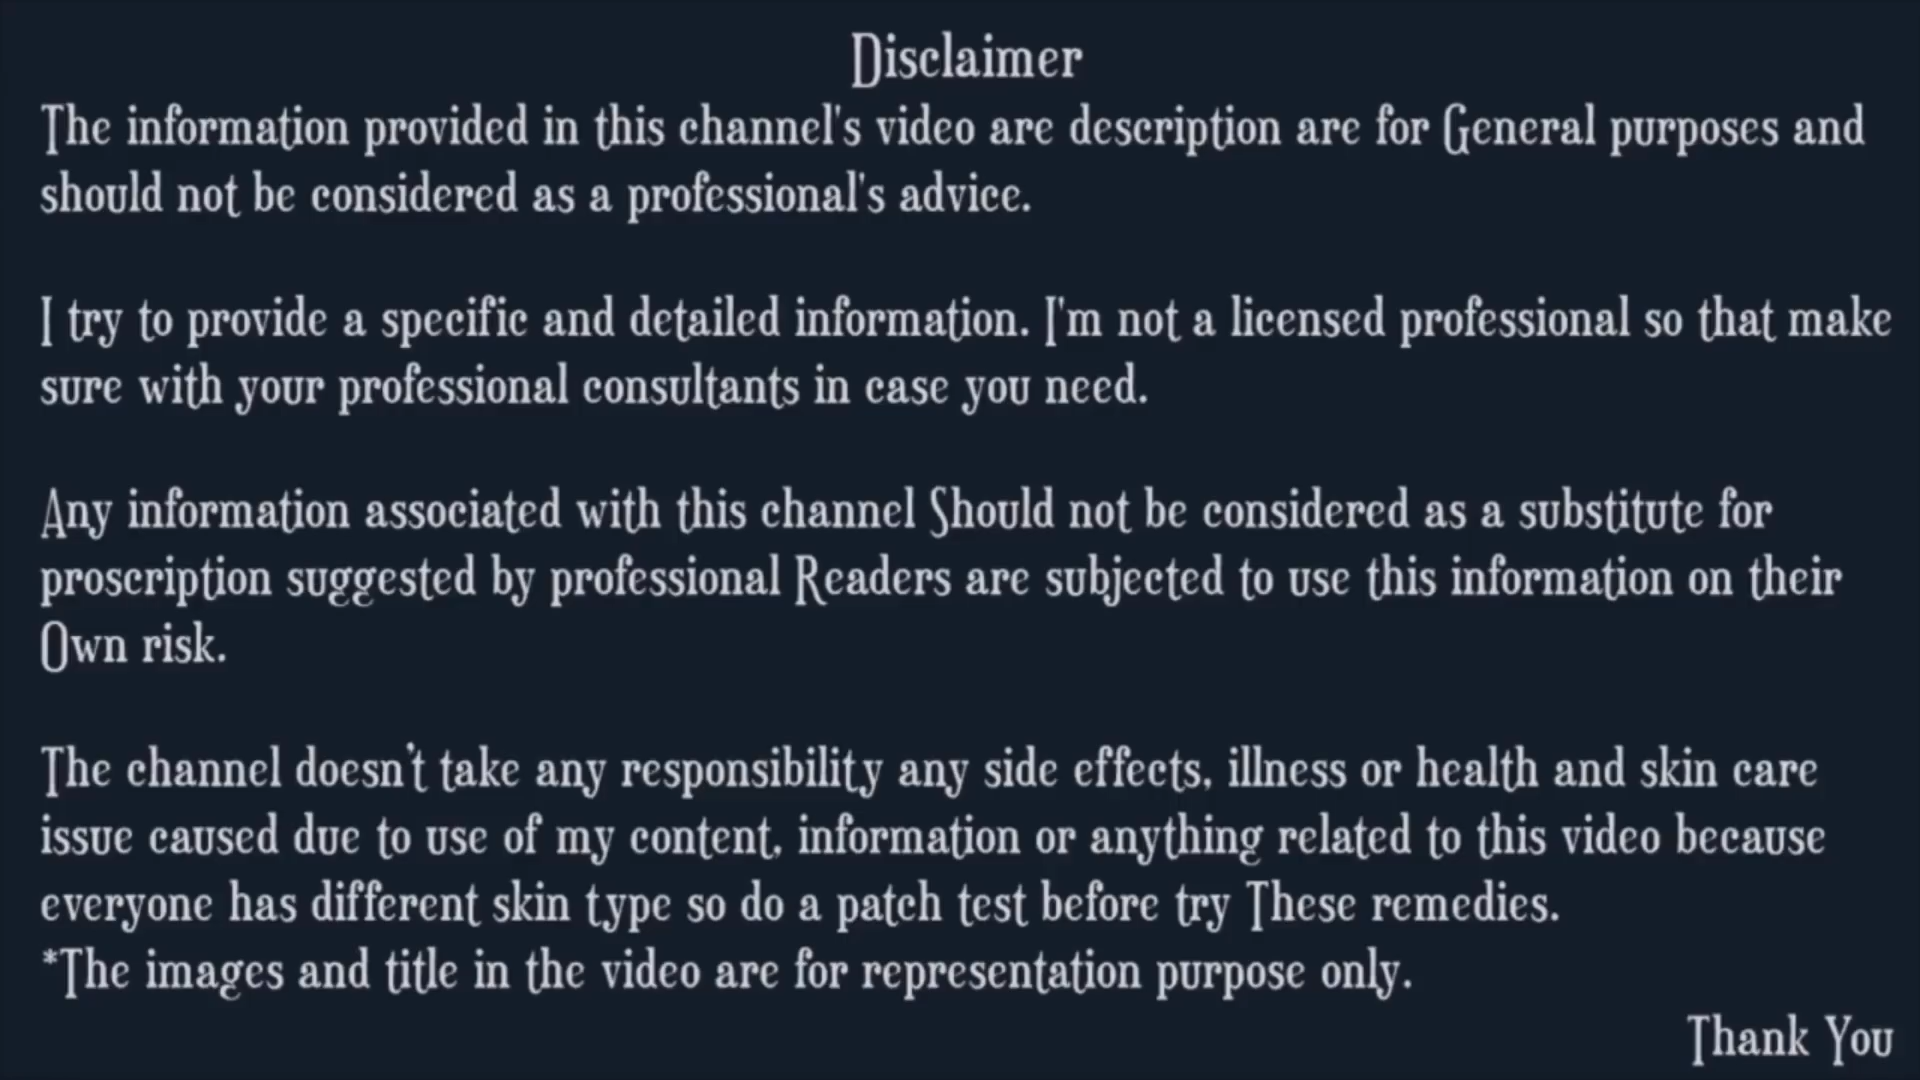 Disclaimer
The information provided in this channel's video are description are for General purposes and
should not be considered as a professional's advice.
I try to provide a specific and detailed information. I'm not a licensed professional so that make
sure with your professional consultants in case you need.
Any information associated with this channel Should not be considered as a substitute for
proscription suggested by professional Readers are subjected to use this information on their
Own risk.
The channel doesn't take any responsibility any side effects, illness or health and skin care
issue caused due to use of my content, information or anything related to this video because
everyone has different skin type so do a patch test before try These remedies.
*The images and title in the video are for representation purpose only.
Thank You